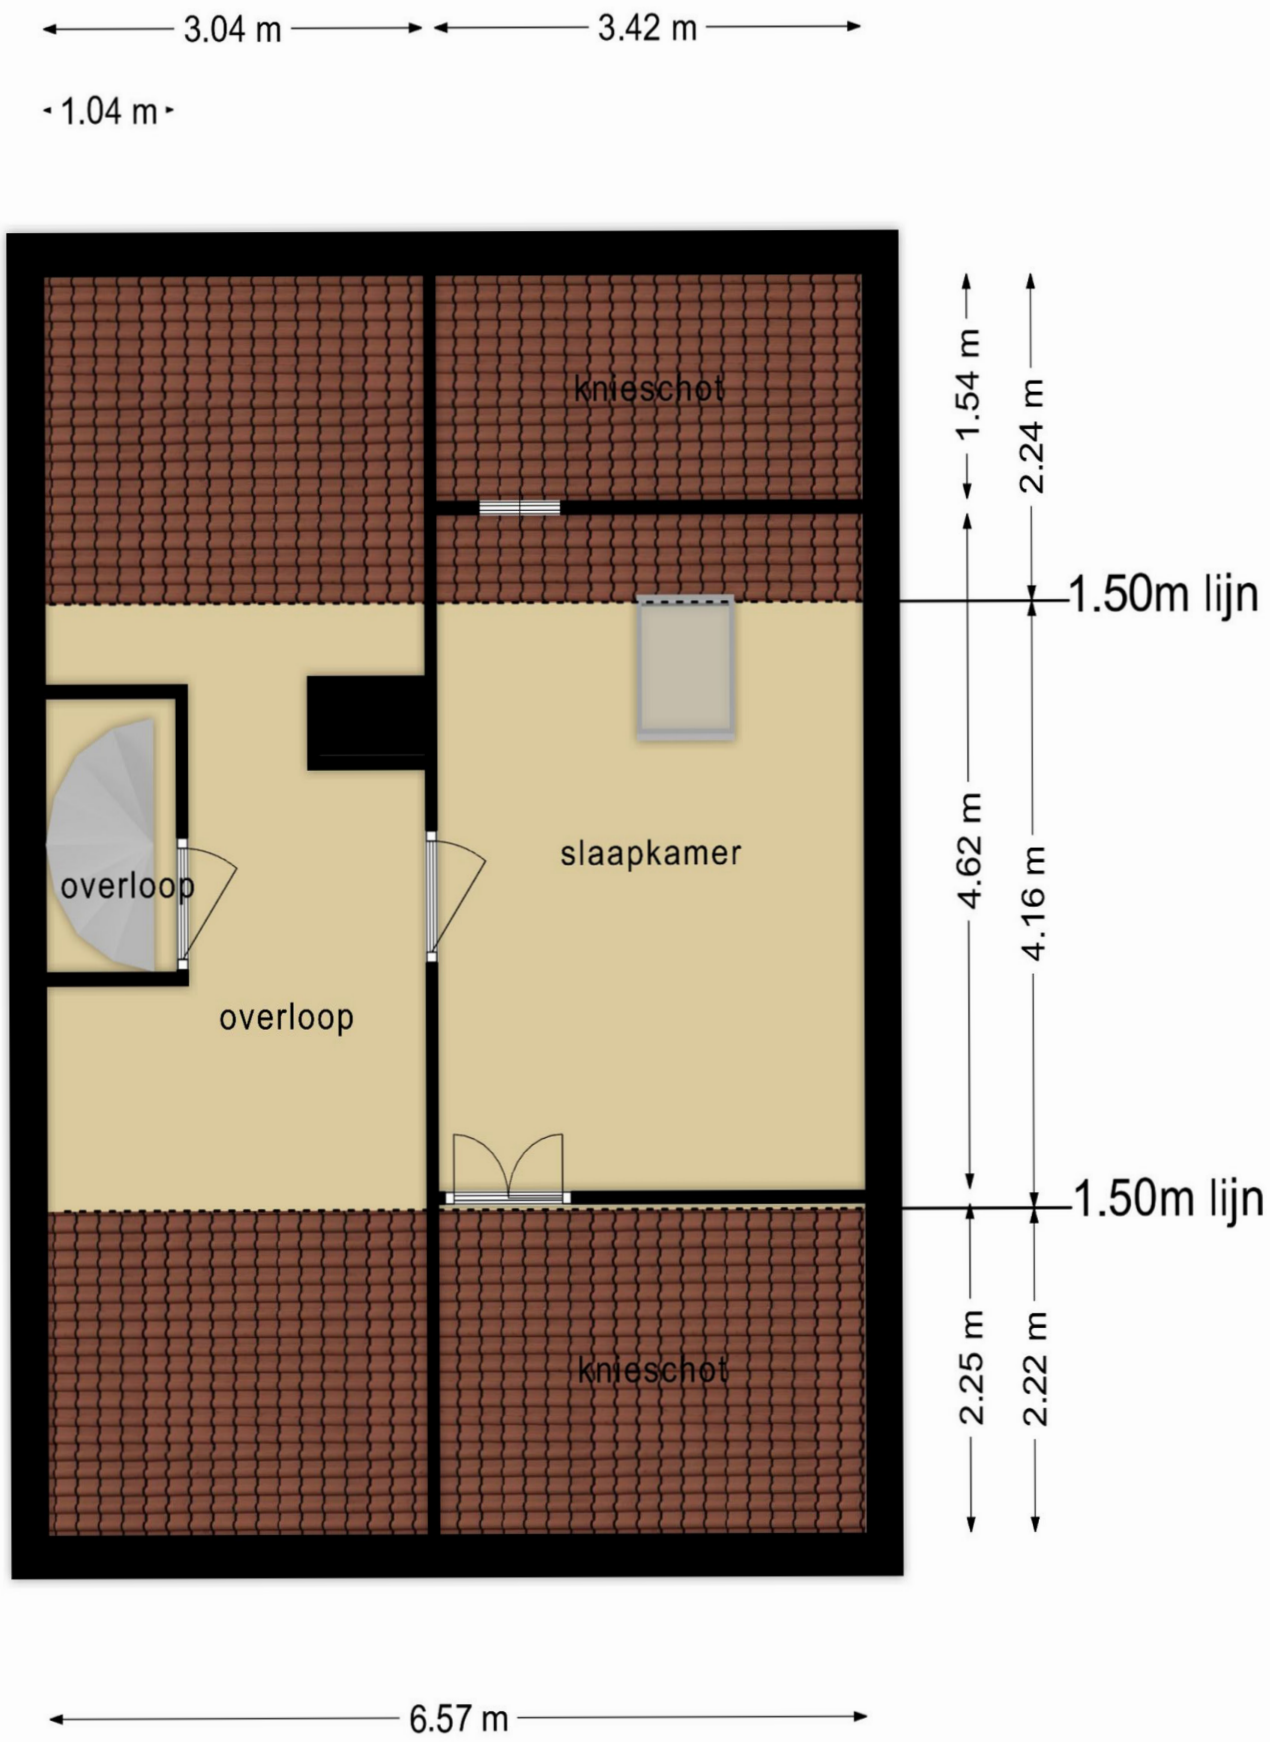 3.04 m
3.42 m
1.04 m
knieschot
1.54 m
2.24 m
1.50m lijn
slaapkamer
4.62 m
4.16 m
overloop
overloop
1.50m lijn
knieschot
2.25 m
2.22 m
6.57 m